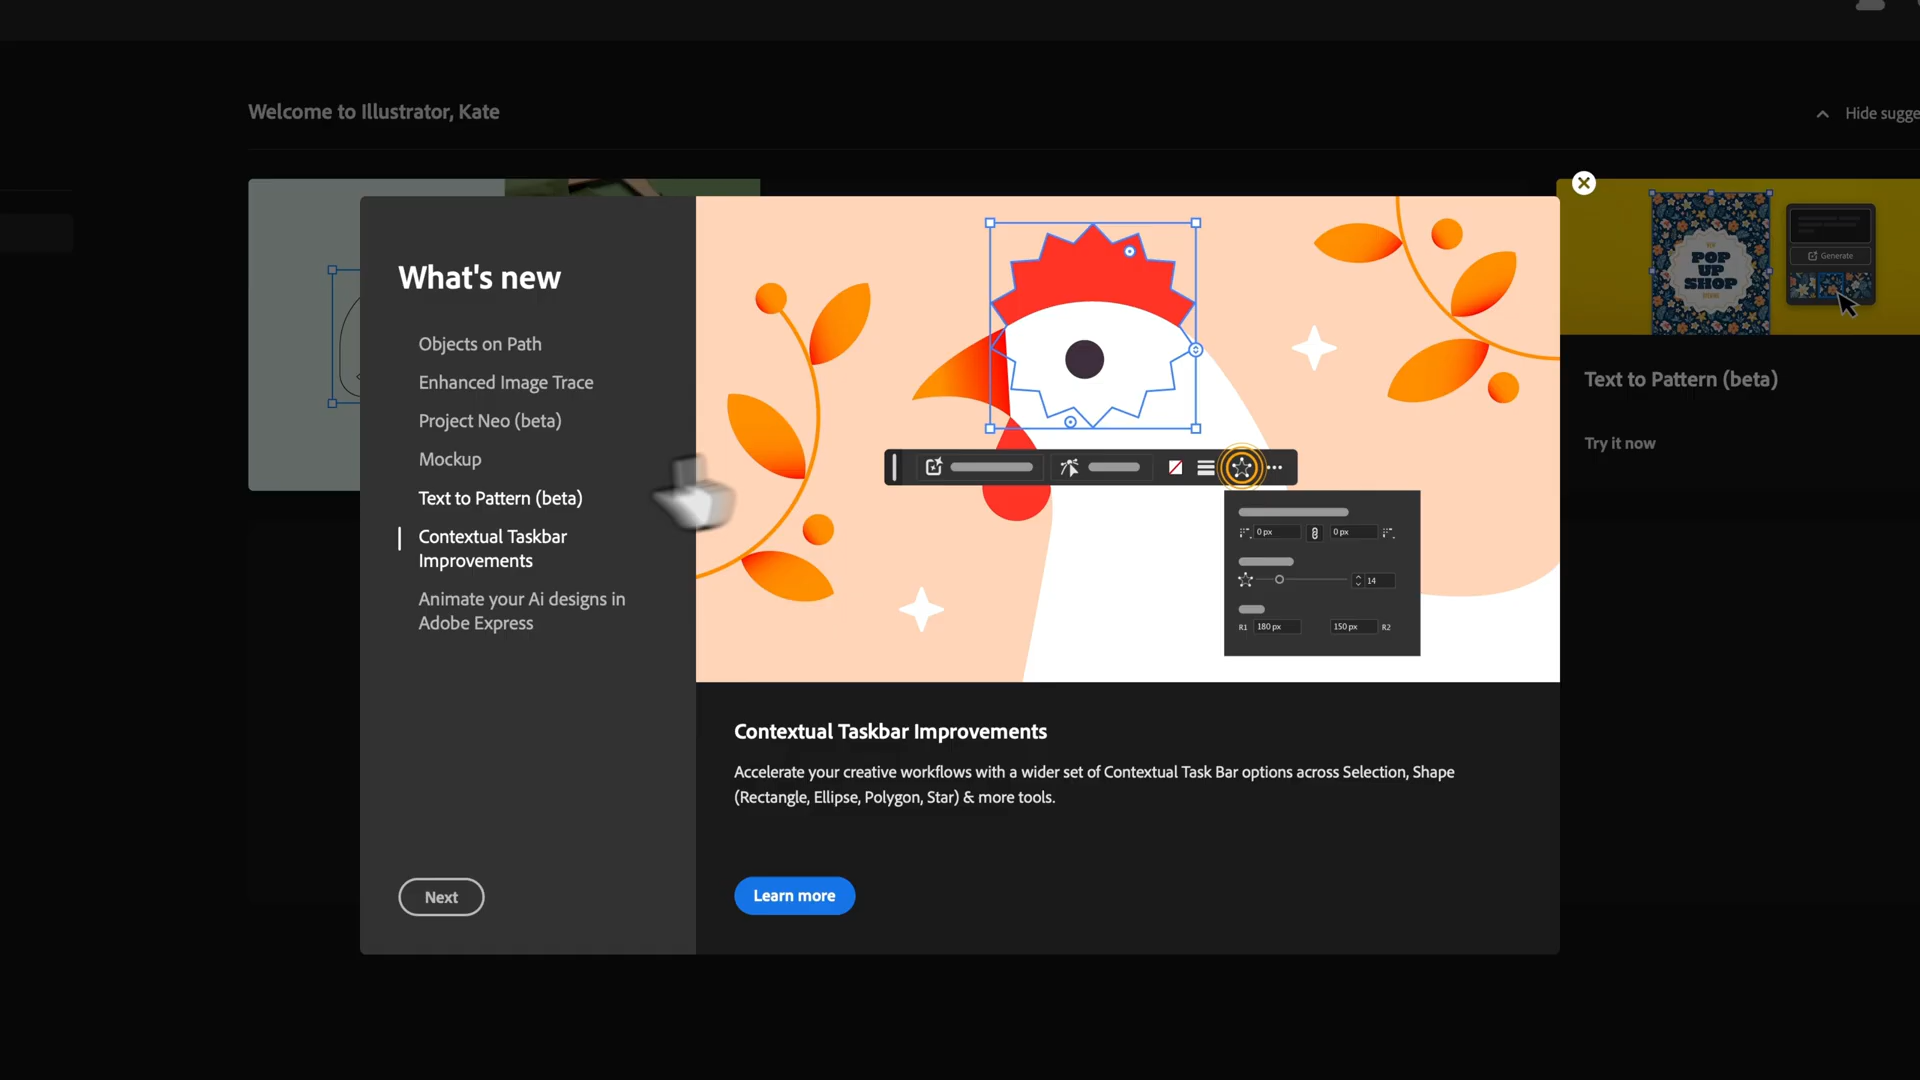 Welcome to Illustrator, Kate
Hide sugge
What's new
Objects on Path
Enhanced Image Trace
Project Neo (beta)
Mockup
Text to Pattern (beta)
Contextual Taskbar
Improvements
Animate your Ai designs in
Adobe Express
Next
0 px
0 px
14
R1
180 px
150 px
R2
Contextual Taskbar Improvements
Accelerate your creative workflows with a wider set of Contextual Task Bar options across Selection, Shape
(Rectangle, Ellipse, Polygon, Star) & more tools.
Learn more
POP
UP
SHOP
Generate
Text to Pattern (beta)
Try it now